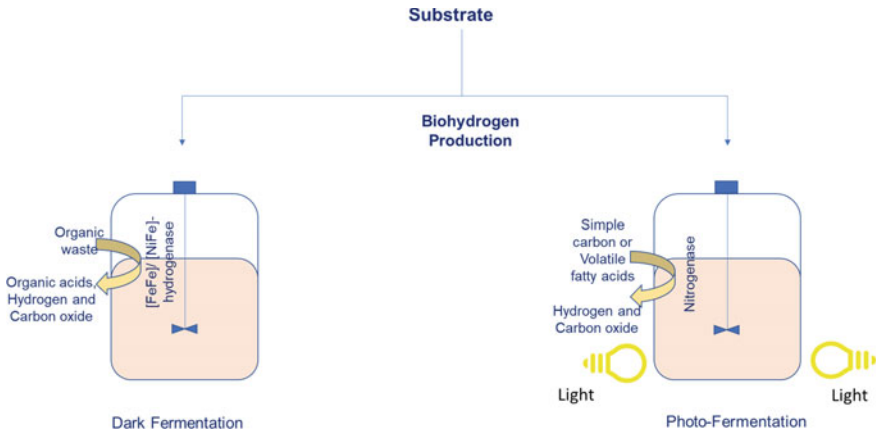 Substrate
Biohydrogen
Production
Organic
waste
Organic acids,
Hydrogen and
Carbon oxide
[FeFe]/ [NiFe]-
hydrogenase
Simple
carbon or
Volatile
fatty acids
Hydrogen and
Carbon oxide
Nitrogenase
Light
Light
Dark Fermentation
Photo-Fermentation